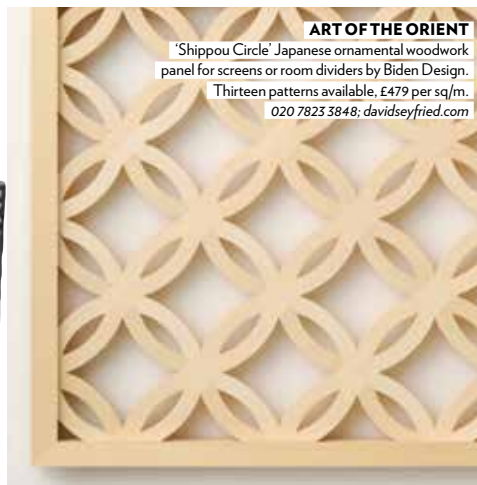 ART OF THE ORIENT
‘Shippou Circle’ Japanese ornamental woodwork
panel for screens or room dividers by Biden Design.
Thirteen patterns available, £479 per sq/m.
020 7823 3848; davidseyfried.com